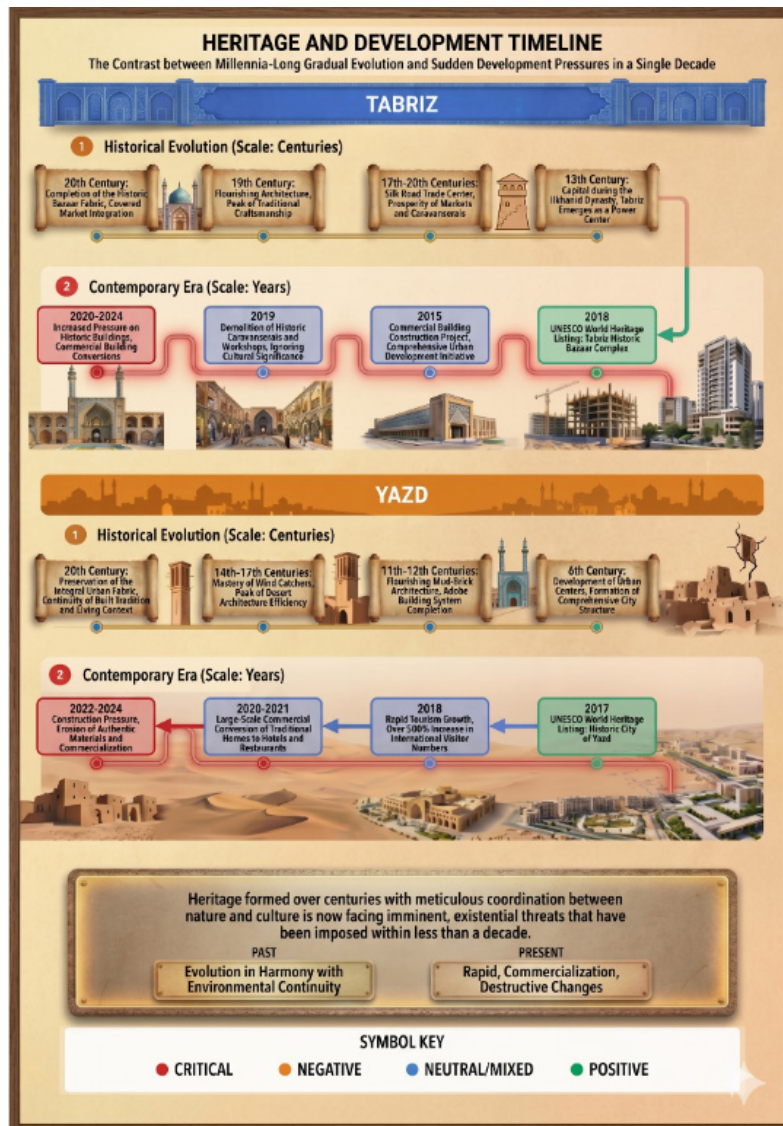 HERITAGE AND DEVELOPMENT TIMELINE
The Contrast between Millennia-Long Gradual Evolution and Sudden Development Pressures in a Single Decade
TABRIZ
1 Historical Evolution (Scale: Centuries)
20th Century:
Completion of the Historic
Bazaar Fabric, Covered
Market Integration
19th Century:
Flourishing Architecture,
Peak of Traditional
Craftsmanship
17th-20th Centuries:
Silk Road Trade Center,
Prosperity of Markets
and Caravanserais
13th Century:
Capital during the
Ilkhanid Dynasty, Tabriz
Emerges as a Power
Center
2 Contemporary Era (Scale: Years)
2020-2024
Increased Pressure on
Historic Buildings,
Commercial Building
Conversions
2019
Demolition of Historic
Caravanserais and
Workshops, Ignoring
Cultural Significance
2015
Commercial Building
Construction Project,
Comprehensive Urban
Development Initiative
2018
UNESCO World Heritage
Listing: Tabriz Historic
Bazaar Complex
YAZD
1 Historical Evolution (Scale: Centuries)
20th Century:
Preservation of the
Integral Urban Fabric,
Continuity of Built Tradition
and Living Context
14th-17th Centuries:
Mastery of Wind Catchers,
Peak of Desert
Architecture Efficiency
11th-12th Centuries:
Flourishing Mud-Brick
Architecture, Adobe
Building System
Completion
6th Century:
Development of Urban
Centers, Formation of
Comprehensive City
Structure
2 Contemporary Era (Scale: Years)
2022-2024
Construction Pressure,
Erosion of Authentic
Materials and
Commercialization
2020-2021
Large-Scale Commercial
Conversion of Traditional
Homes to Hotels and
Restaurants
2018
Rapid Tourism Growth,
Over 500% Increase in
International Visitor
Numbers
2017
UNESCO World Heritage
Listing: Historic City
of Yazd
Heritage formed over centuries with meticulous coordination between
nature and culture is now facing imminent, existential threats that have
been imposed within less than a decade.
PAST
Evolution in Harmony with
Environmental Continuity
PRESENT
Rapid, Commercialization,
Destructive Changes
SYMBOL KEY
CRITICAL
NEGATIVE
NEUTRAL/MIXED
POSITIVE